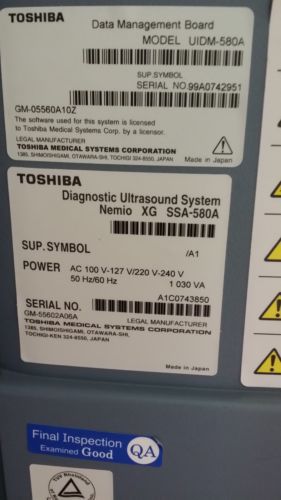 TOSHIBA
Data Management Board
MODEL UIDM-580A
SUP.SYMBOL
SERIAL NO.99A0742951
GM-05560A10Z
The software used for this system is licensed
to Toshiba Medical Systems Corp. by a licensor.
LEGAL MANUFACTURER
TOSHIBA MEDICAL SYSTEMS CORPORATION
1385, SHIMOISHIGAMI, OTAWARA-SHI, TOCHIGI 324-8550, JAPAN
Made in Japan
TOSHIBA
Diagnostic Ultrasound System
Nemio XG SSA-580A
SUP.SYMBOL /A1
POWER AC 100 V-127 V/220 V-240 V
50 Hz/60 Hz 1 030 VA
SERIAL NO. A1C0743850
GM-55602A06A LEGAL MANUFACTURER
TOSHIBA MEDICAL SYSTEMS CORPORATION
1385, SHIMOISHIGAMI, OTAWARA-SHI,
TOCHIGI-KEN 324-8550, JAPAN
Made in Japan
Final Inspection
Examined Good
QA